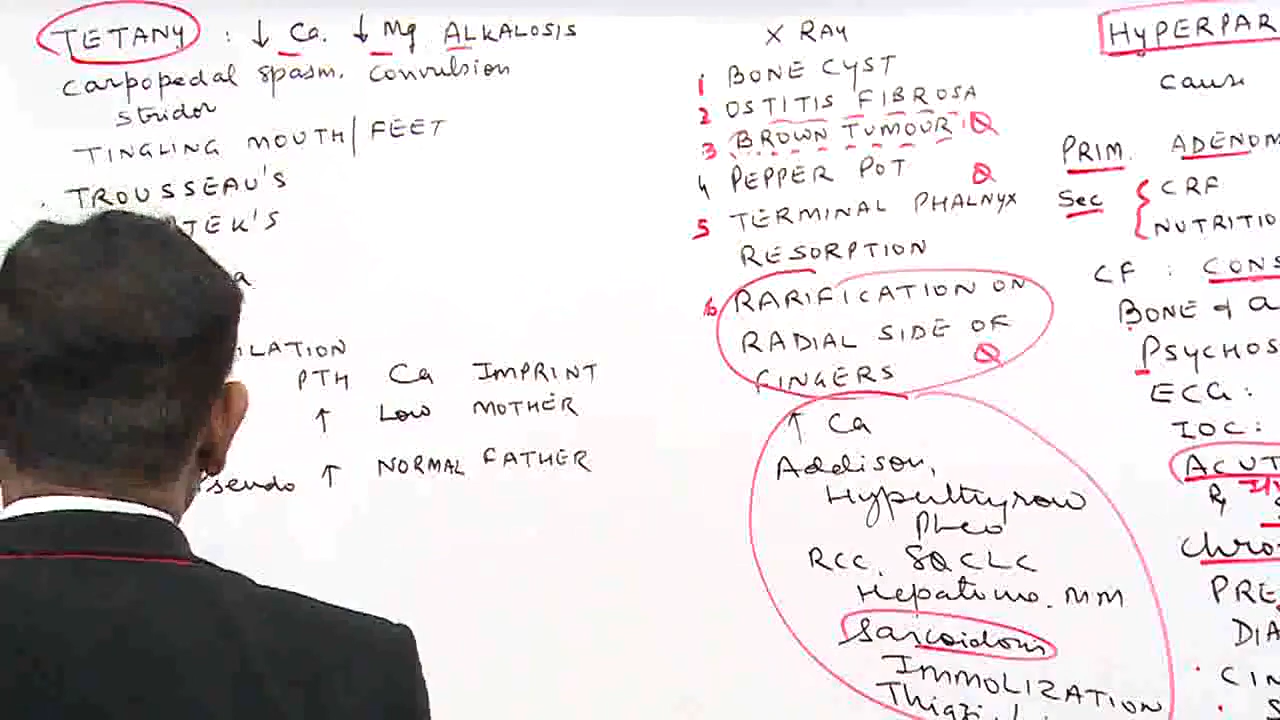 TETANY : ↓ Ca. ↓ Mg ALKALOSIS
carpopedal spasm. convulsion
stridor
TINGLING MOUTH/FEET
TROUSSEAU'S
TEK'S
ILATION
PTH Ca IMPRINT
↑ Low MOTHER
Pseudo ↑ NORMAL FATHER
X RAY
1 BONE CYST
2 OSTITIS FIBROSA
3 BROWN TUMOUR : Q
4 PEPPER POT Q
5 TERMINAL PHALNYX
RESORPTION
6 RARIFICATION ON
RADIAL SIDE OF
FINGERS Q
↑ Ca
Addison,
Hyperthyroid
Pheo
RCC, SQCLC
Hepatoma. MM
Sarcoidosis
IMMOLIZATION
HYPERPAR
CAUSE
PRIM. ADENOM
Sec { CRF
NUTRITIO
CF : CONS
BONE & a
PSYCHOS
ECG :
IOC :
ACUT
Chro
PRE
DIA
CIN